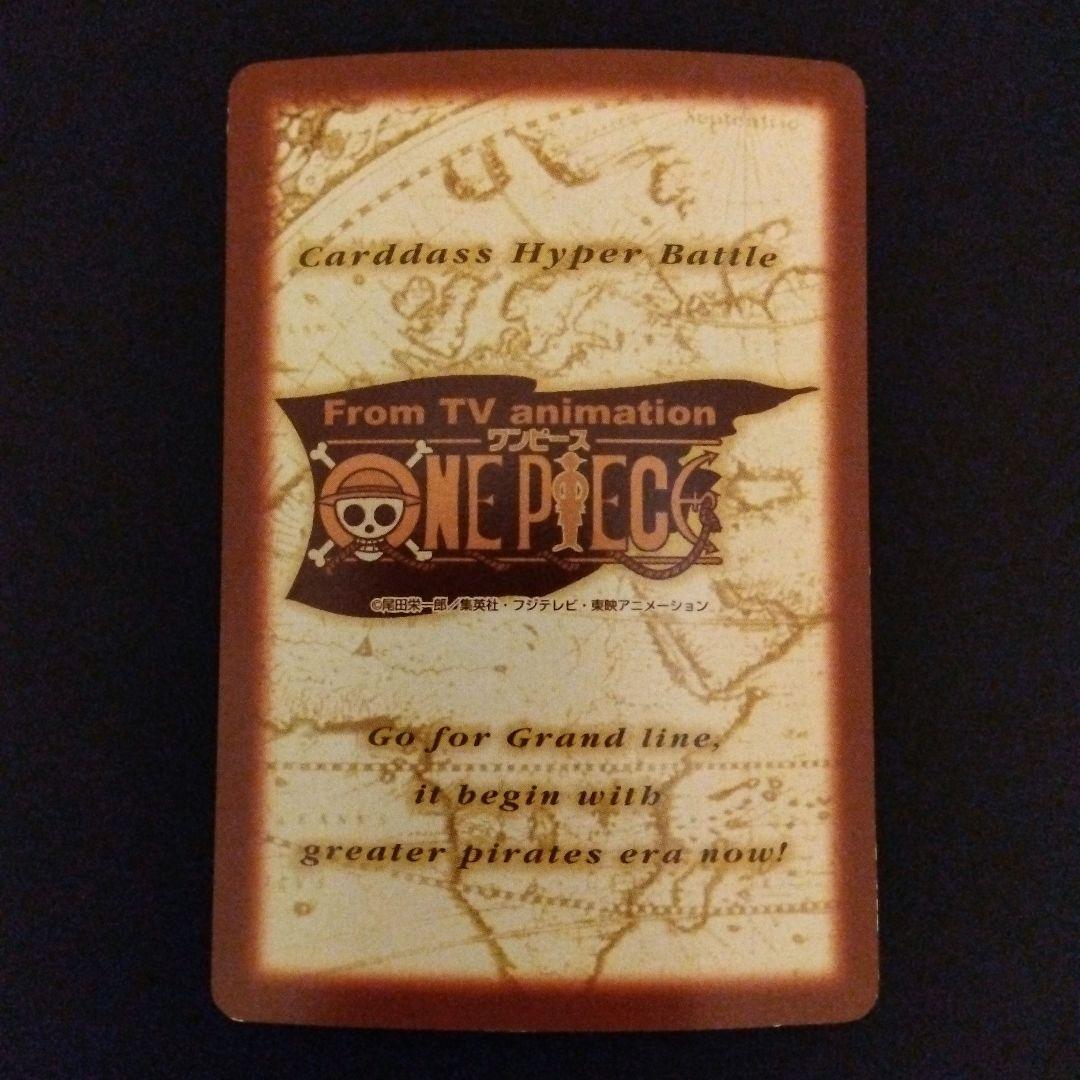 Septentrio
Carddass Hyper Battle
From TV animation
ワンピース
ONE PIECE
©尾田栄一郎／集英社・フジテレビ・東映アニメーション
Go for Grand line,
it begin with
greater pirates era now!